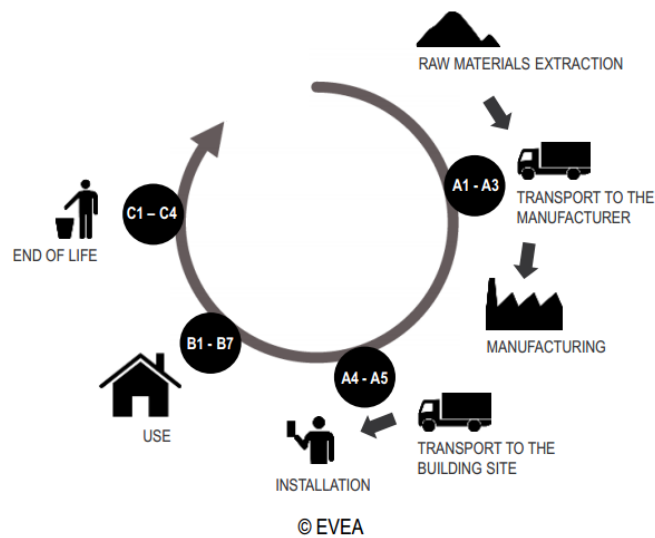 RAW MATERIALS EXTRACTION
A1 - A3
TRANSPORT TO THE
MANUFACTURER
MANUFACTURING
A4 - A5
TRANSPORT TO THE
BUILDING SITE
INSTALLATION
B1 - B7
USE
C1 – C4
END OF LIFE
© EVEA